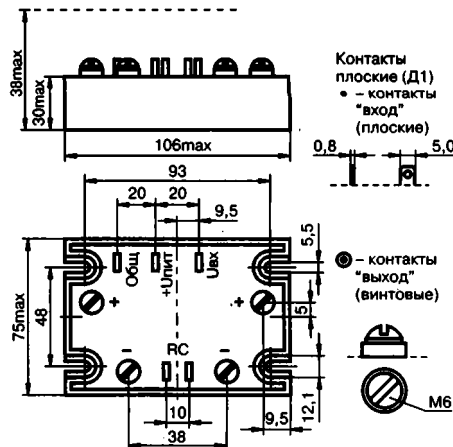 38max
30max
106max
93
20
20
9,5
Контакты
плоские (Д1)
• – контакты
"вход"
(плоские)
0,8
5,0
75max
48
Общ
+Uпит
Uвх
5,5
+
+
5
– контакты
"выход"
(винтовые)
RC
–
–
10
38
9,5
12,1
М6